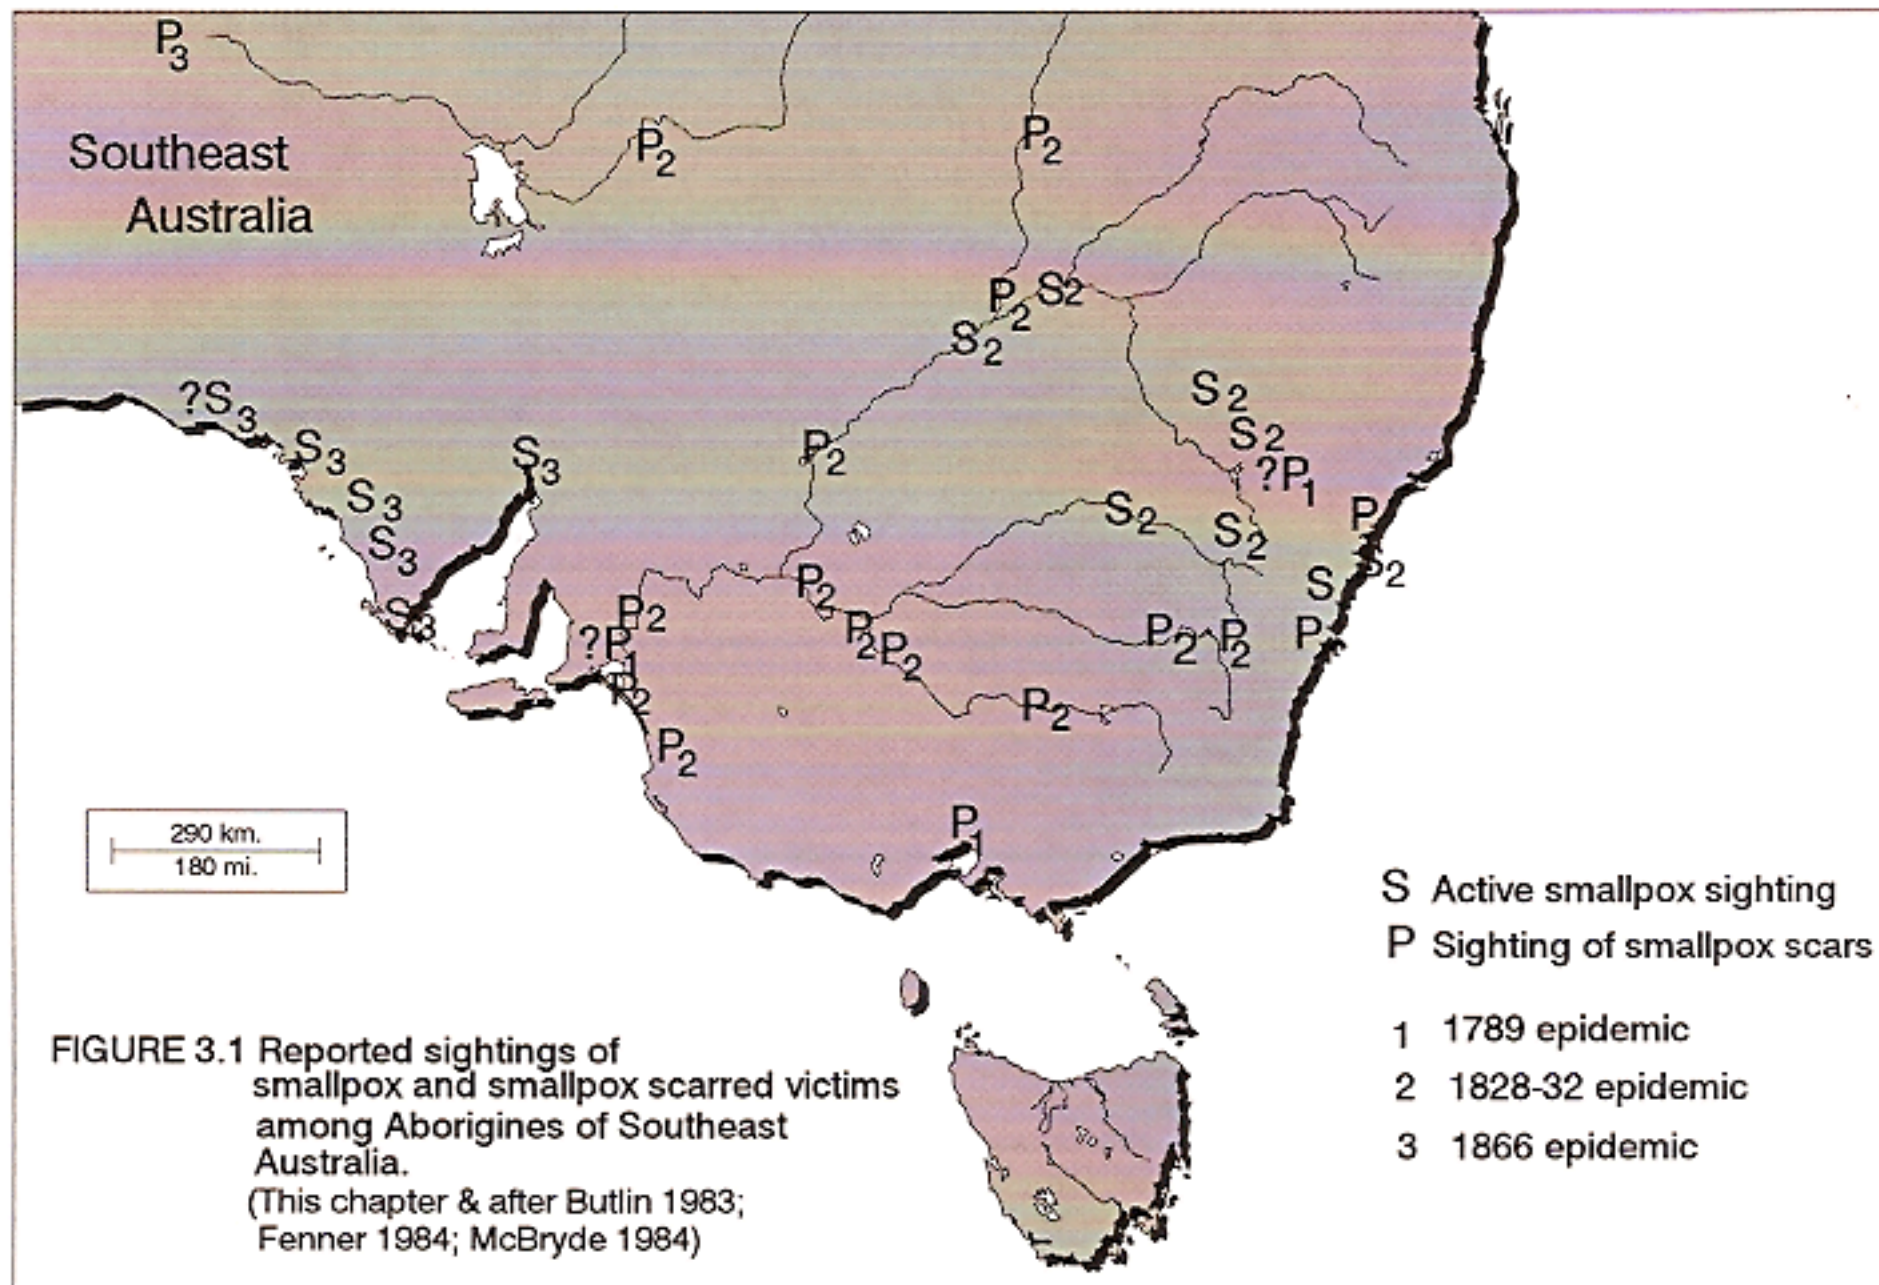 P3
Southeast
Australia
P2
P2
P2
S2
S2
S2
?S3
S2
S3
S3
P2
?P1
S3
S2
P
S2
S3
P2
P2
S
S3
P2
P2
P2
P2
P
?P1
P2
P2
P2
P2
P2
P1
290 km.
180 mi.
S Active smallpox sighting
P Sighting of smallpox scars
1 1789 epidemic
2 1828-32 epidemic
3 1866 epidemic
FIGURE 3.1 Reported sightings of
smallpox and smallpox scarred victims
among Aborigines of Southeast
Australia.
(This chapter & after Butlin 1983;
Fenner 1984; McBryde 1984)